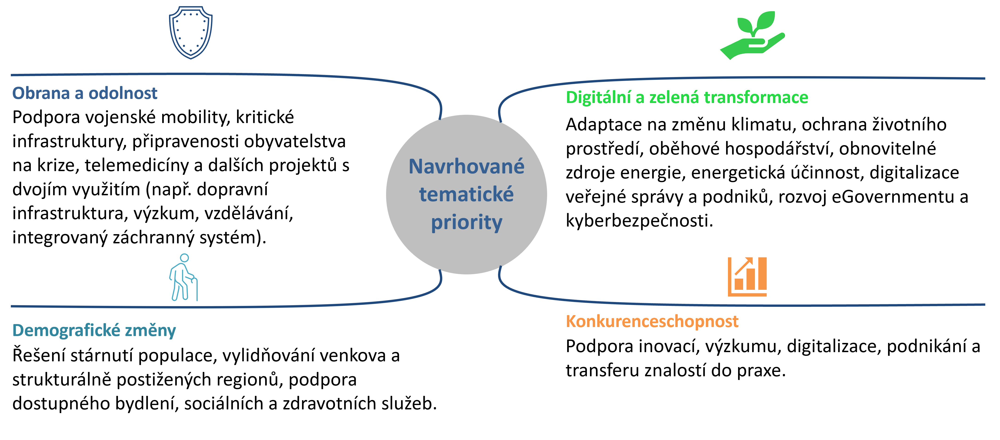 Obrana a odolnost
Podpora vojenské mobility, kritické
infrastruktury, připravenosti obyvatelstva
na krize, telemedicíny a dalších projektů s
dvojím využitím (např. dopravní
infrastruktura, výzkum, vzdělávání,
integrovaný záchranný systém).
Digitální a zelená transformace
Adaptace na změnu klimatu, ochrana životního
prostředí, oběhové hospodářství, obnovitelné
zdroje energie, energetická účinnost, digitalizace
veřejné správy a podniků, rozvoj eGovernmentu a
kyberbezpečnosti.
Navrhované
tematické
priority
Demografické změny
Řešení stárnutí populace, vylidňování venkova a
strukturálně postižených regionů, podpora
dostupného bydlení, sociálních a zdravotních služeb.
Konkurenceschopnost
Podpora inovací, výzkumu, digitalizace, podnikání a
transferu znalostí do praxe.